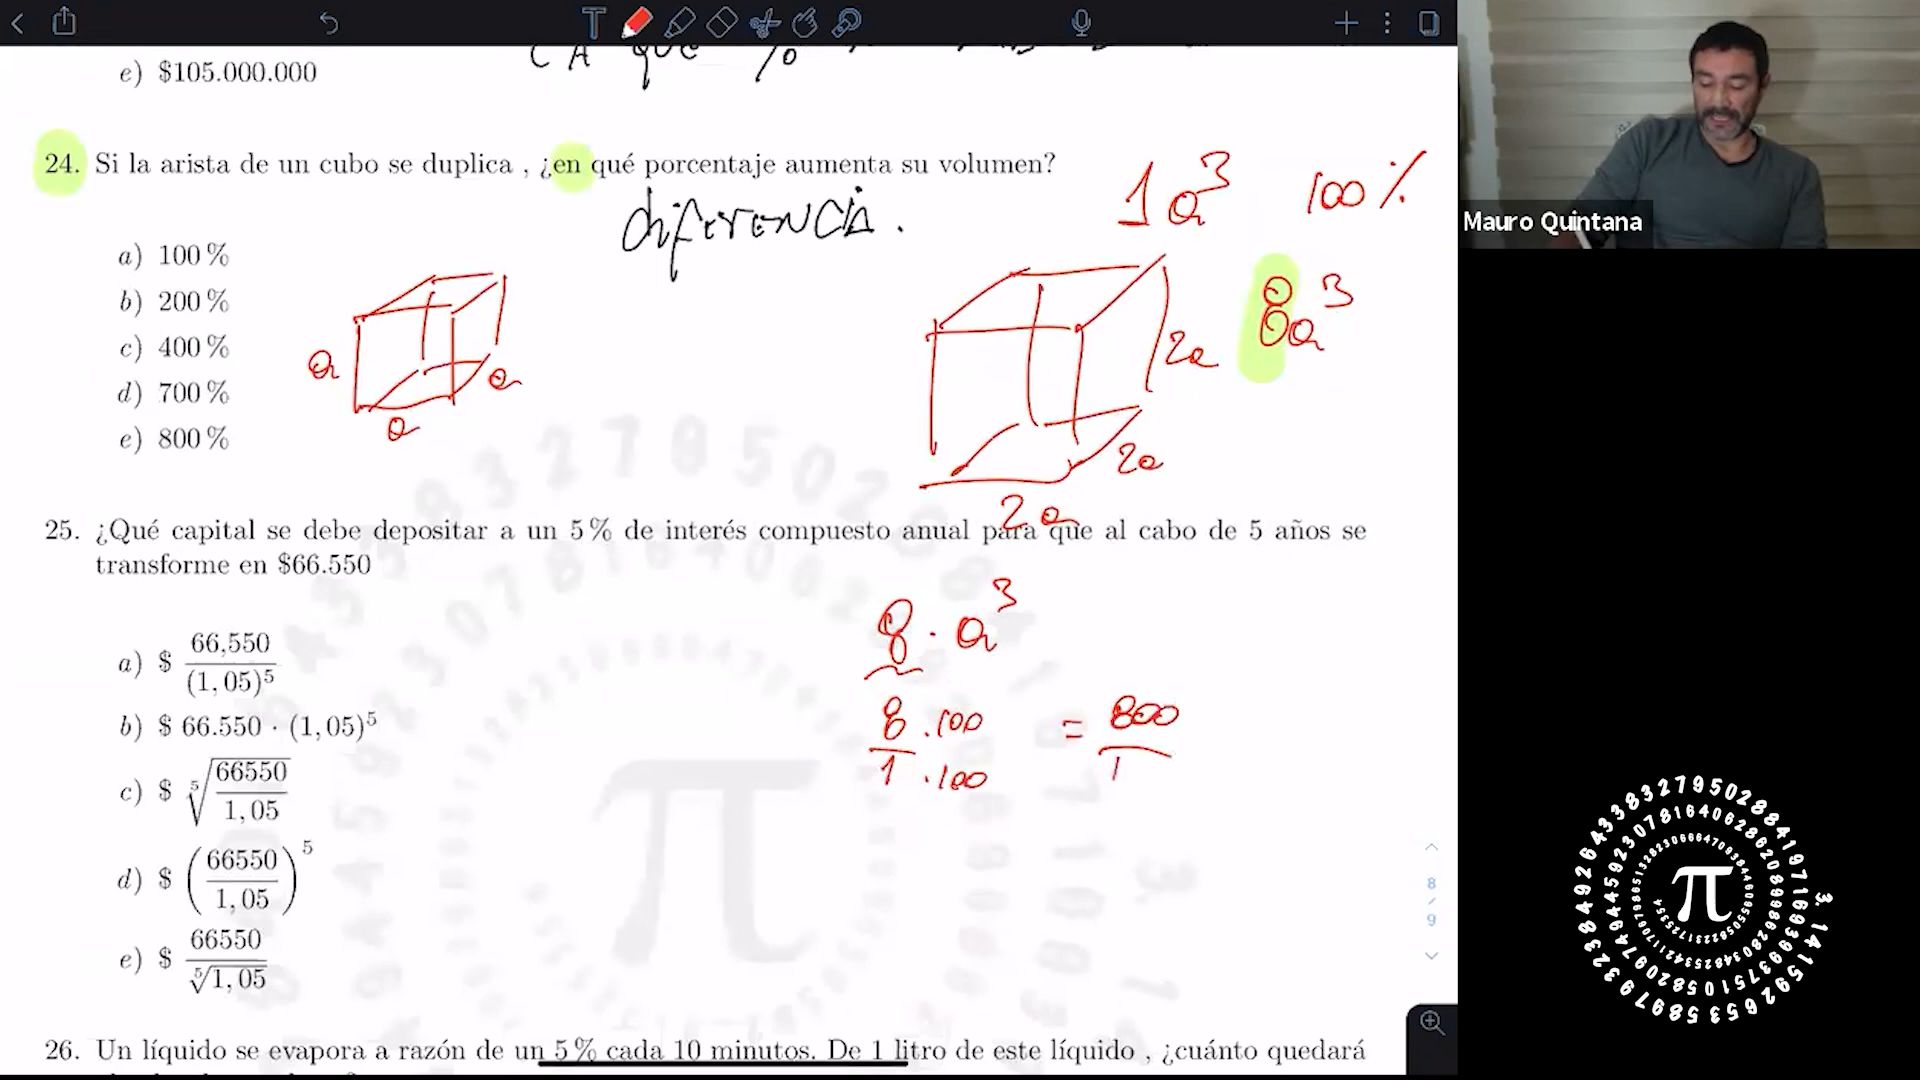 e) $105.000.000
24. Si la arista de un cubo se duplica , ¿en qué porcentaje aumenta su volumen?
diferencia.
1a³ 100%
a) 100 %
b) 200 %
c) 400 %
d) 700 %
e) 800 %
a
a
a
8a³
2a
2a
2a
25. ¿Qué capital se debe depositar a un 5 % de interés compuesto anual para que al cabo de 5 años se
transforme en $66.550
a) $ 66,550/(1, 05)⁵
b) $ 66.550 · (1, 05)⁵
c) $ ⁵√(66550/1, 05)
d) $ (66550/1, 05)⁵
e) $ 66550/⁵√1, 05
8 · a³
8/1 · 100/100 = 800/1
26. Un líquido se evapora a razón de un 5 % cada 10 minutos. De 1 litro de este líquido , ¿cuánto quedará
8
9
Mauro Quintana
π